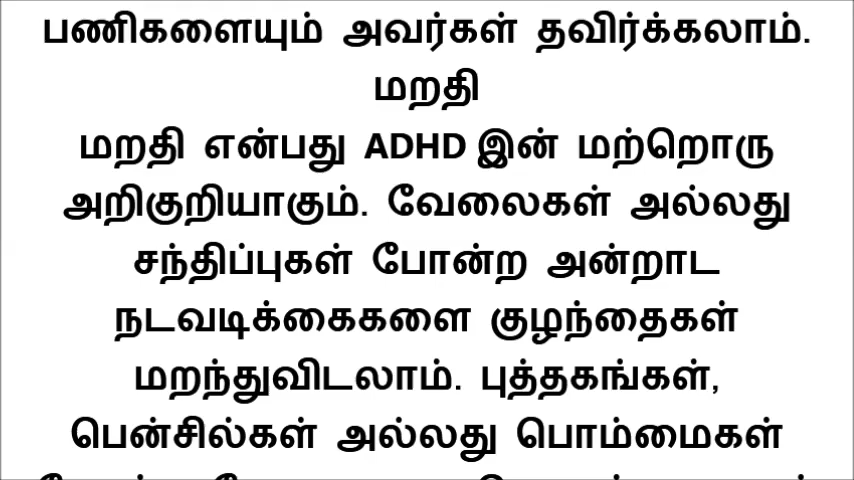 பணிகளையும் அவர்கள் தவிர்க்கலாம்.
மறதி
மறதி என்பது ADHD இன் மற்றொரு
அறிகுறியாகும். வேலைகள் அல்லது
சந்திப்புகள் போன்ற அன்றாட
நடவடிக்கைகளை குழந்தைகள்
மறந்துவிடலாம். புத்தகங்கள்,
பென்சில்கள் அல்லது பொம்மைகள்